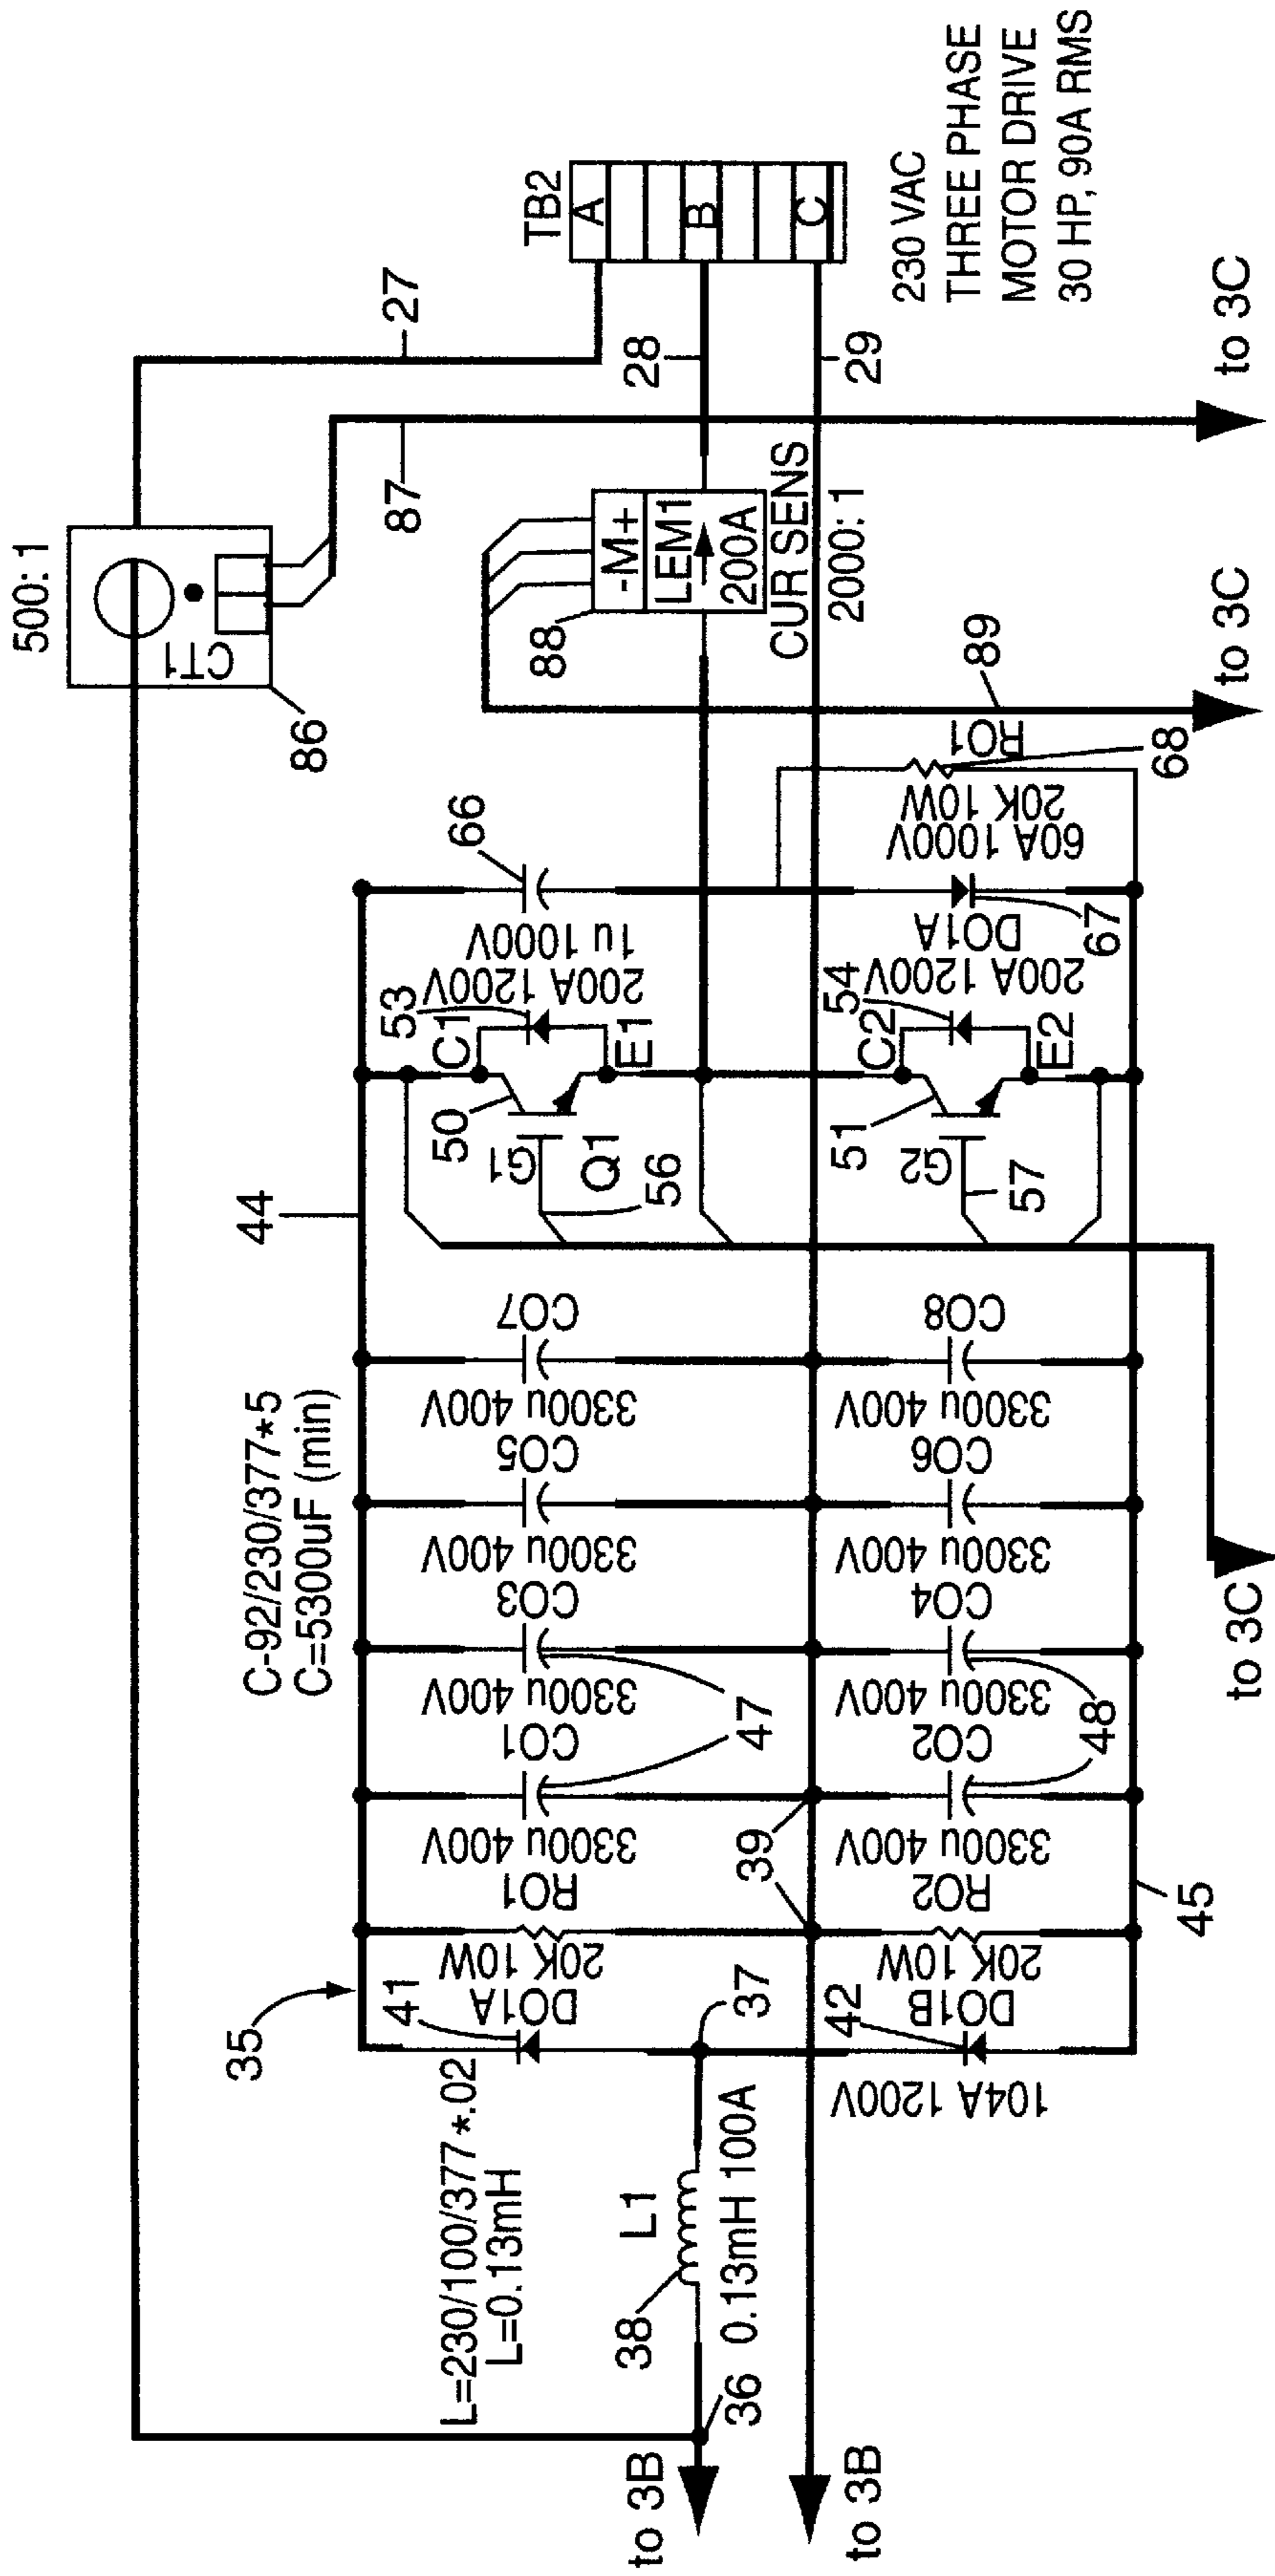 500: 1
CT1
86
27
87
TB2
A
B
C
28
29
230 VAC
THREE PHASE
MOTOR DRIVE
30 HP, 90A RMS
to 3C
-M+
LEM1
200A
88
CUR SENS
2000: 1
89
to 3C
RO1
20K 10W
68
66
1u 1000V
60A 1000V
DO1A
67
200A 1200V
53
C1
E1
50
G1
Q1
56
200A 1200V
54
C2
E2
51
G2
57
44
C-92/230/377*5
C=5300uF (min)
CO7
3300u 400V
CO8
3300u 400V
CO5
3300u 400V
CO6
3300u 400V
CO3
3300u 400V
CO4
3300u 400V
CO1
3300u 400V
CO2
3300u 400V
47
48
39
to 3C
RO1
20K 10W
RO2
20K 10W
45
35
41
DO1A
37
42
DO1B
104A 1200V
L=230/100/377*.02
L=0.13mH
L1
38
0.13mH 100A
36
to 3B
to 3B